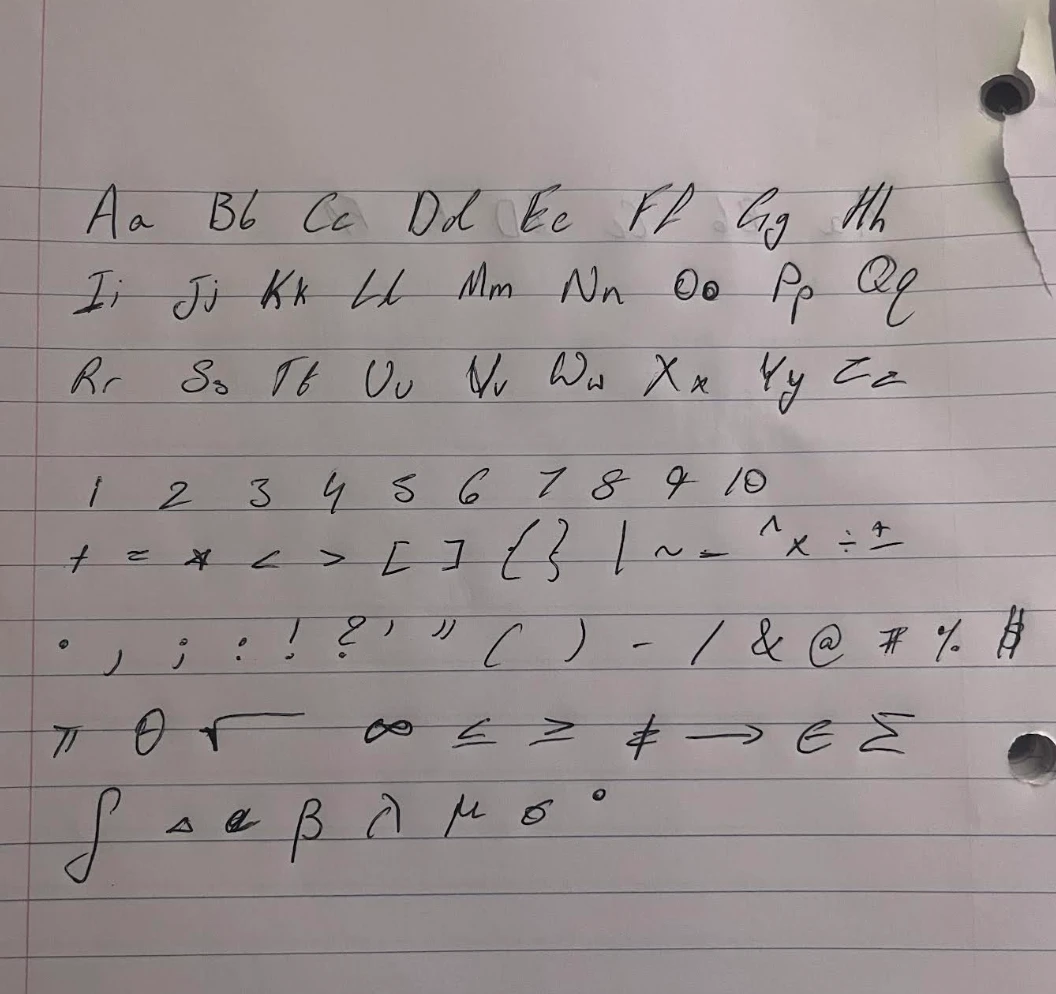 Aa Bb Cc Dd Ee Ff Gg Hh
Ii Jj Kk Ll Mm Nn Oo Pp Qq
Rr Ss Tt Uu Vv Ww Xx Yy Zz
1 2 3 4 5 6 7 8 9 10
+ = * < > [ ] { } | ~ _ ^ x ÷ ±
. , ; : ! ? ' " ( ) - / & @ # % $
π θ √ ∞ ≤ ≥ ≠ → ∈ Σ
∫ Δ α β λ μ σ °